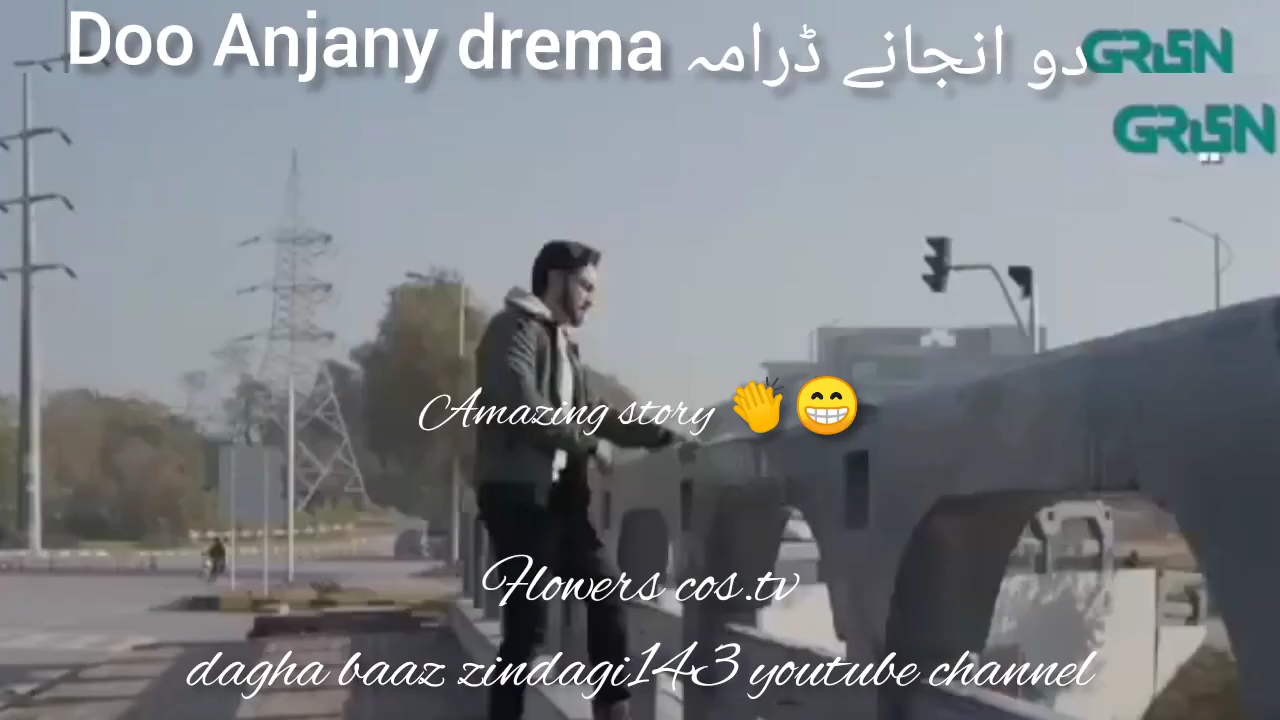 Doo Anjany drema دو انجانے ڈرامہ
GREEN
GREEN
Amazing story 👏😁
Flowers cos.tv
dagha baaz zindagi143 youtube channel